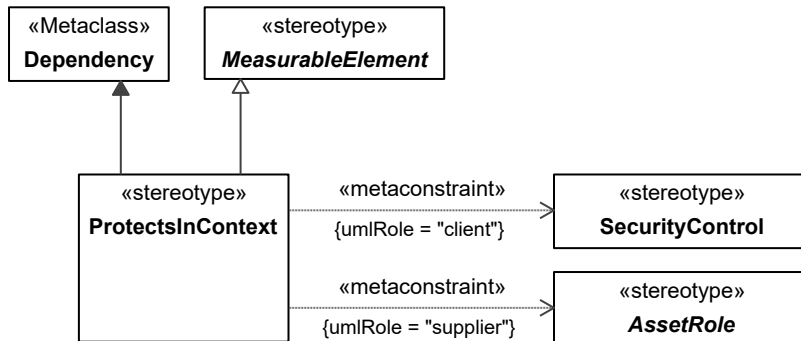 «Metaclass»
Dependency
«stereotype»
MeasurableElement
«stereotype»
ProtectsInContext
«metaconstraint»
{umlRole = "client"}
«stereotype»
SecurityControl
«metaconstraint»
{umlRole = "supplier"}
«stereotype»
AssetRole